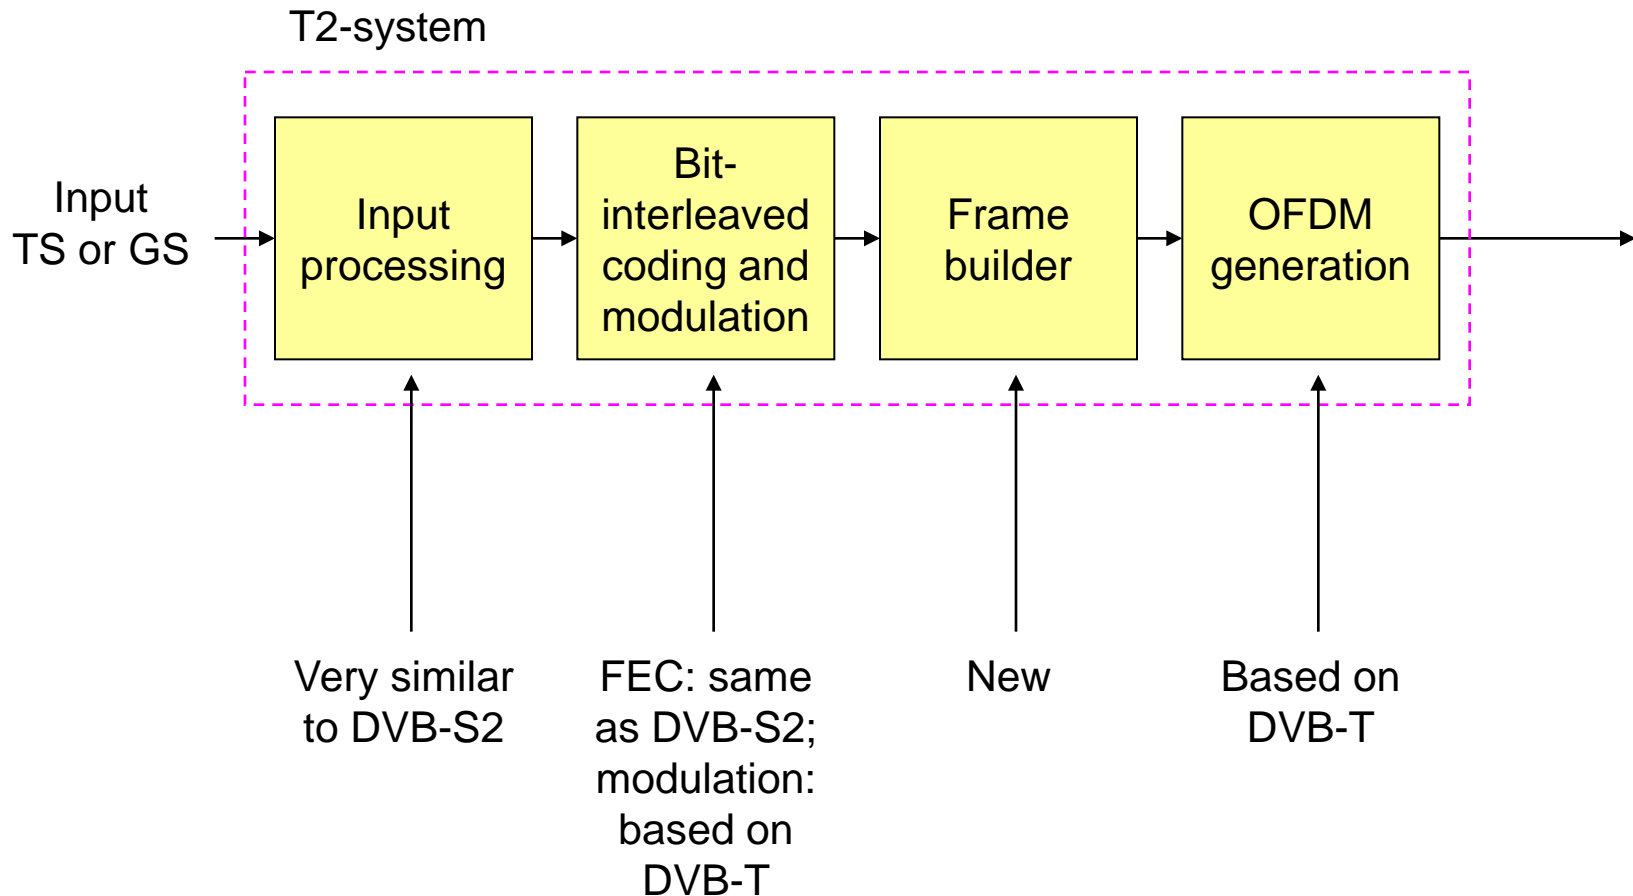 T2-system
Input
TS or GS
Input
processing
Bit-
interleaved
coding and
modulation
Frame
builder
OFDM
generation
Very similar
to DVB-S2
FEC: same
as DVB-S2;
modulation:
based on
DVB-T
New
Based on
DVB-T